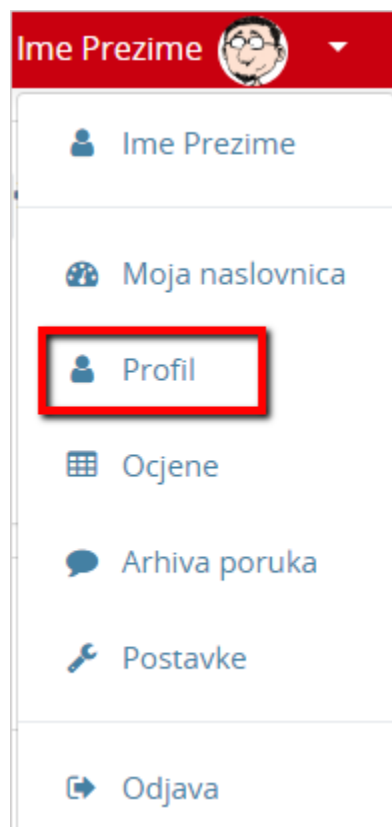 Ime Prezime
Ime Prezime
Moja naslovnica
Profil
Ocjene
Arhiva poruka
Postavke
Odjava